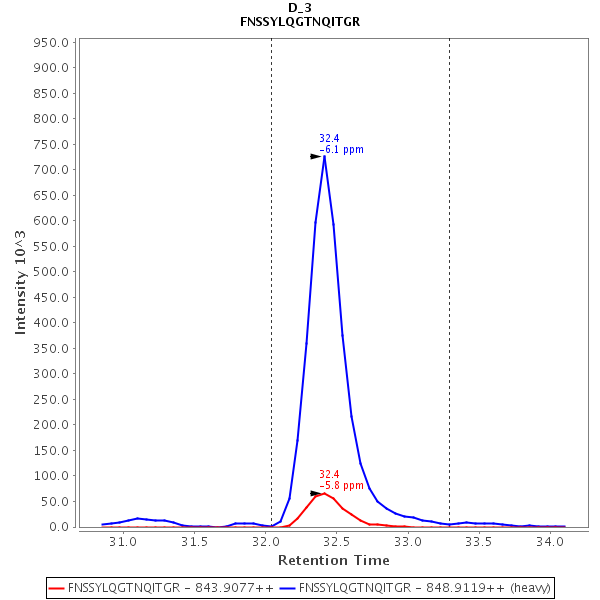 D_3
FNSSYLQGTNQITGR
950.0
900.0
850.0
800.0
750.0
700.0
650.0
600.0
550.0
500.0
450.0
400.0
350.0
300.0
250.0
200.0
150.0
100.0
50.0
0.0
Intensity 10^3
32.4
-6.1 ppm
32.4
-5.8 ppm
31.0 31.5 32.0 32.5 33.0 33.5 34.0
Retention Time
FNSSYLQGTNQITGR - 843.9077++ FNSSYLQGTNQITGR - 848.9119++ (heavy)